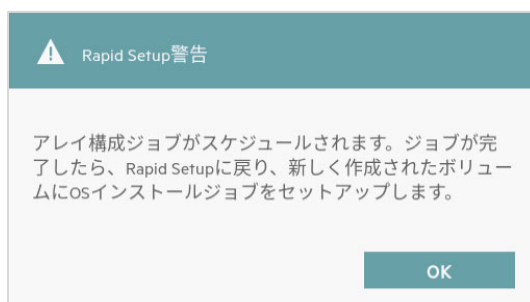 Rapid Setup警告
アレイ構成ジョブがスケジュールされます。ジョブが完
了したら、Rapid Setupに戻り、新しく作成されたボリュー
ムにOSインストールジョブをセットアップします。
OK